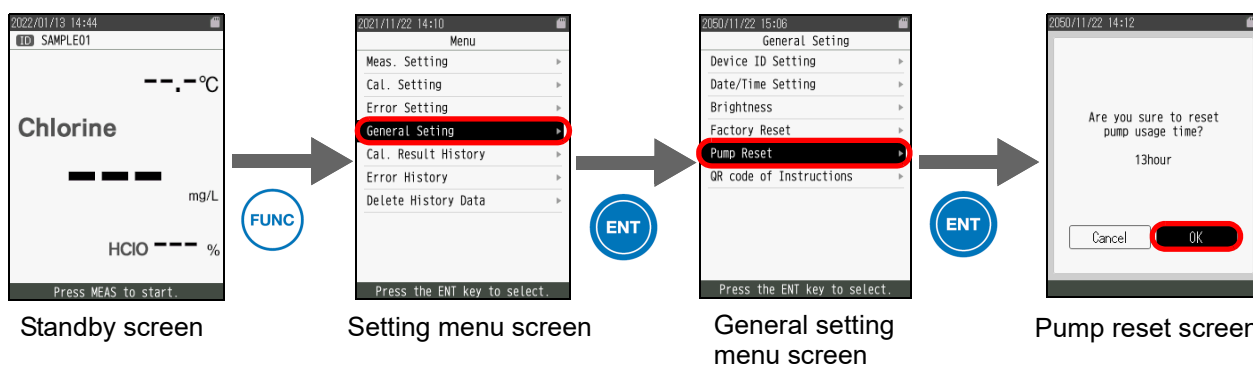 2022/01/13 14:44
ID SAMPLE01
--.-℃
Chlorine
---
mg/L
HClO --- %
Press MEAS to start.
Standby screen
FUNC
2021/11/22 14:10
Menu
Meas. Setting
Cal. Setting
Error Setting
General Seting
Cal. Result History
Error History
Delete History Data
Press the ENT key to select.
Setting menu screen
ENT
2050/11/22 15:06
General Seting
Device ID Setting
Date/Time Setting
Brightness
Factory Reset
Pump Reset
QR code of Instructions
Press the ENT key to select.
General setting
menu screen
ENT
2050/11/22 14:12
Are you sure to reset
pump usage time?
13hour
Cancel OK
Pump reset screen